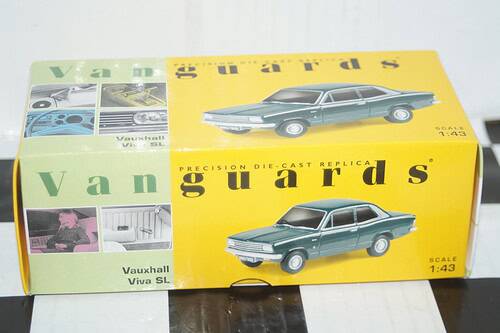 PRECISION DIE-CAST REPLICA
Vanguards
Vauxhall
Viva SL
SCALE
1:43
PRECISION DIE-CAST REPLICA
Vanguards®
Vauxhall
Viva SL
SCALE
1:43